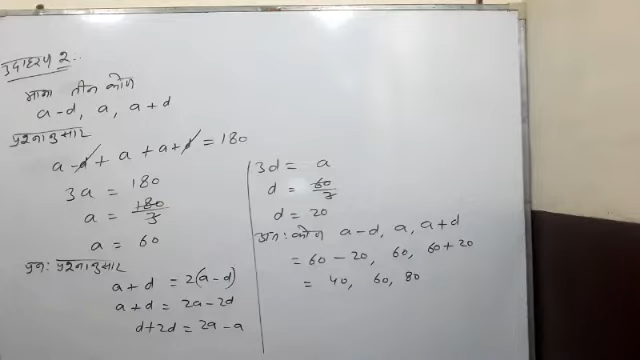 उदाहरण 2..
माना तीन कोण
a-d, a, a+d
प्रश्नानुसार
a-d + a + a+d = 180
3a = 180
a = 180/3
a = 60
पुनः प्रश्नानुसार
a+d = 2(a-d)
a+d = 2a-2d
d+2d = 2a-a
3d = a
d = 60/3
d = 20
अतः कोण a-d, a, a+d
= 60-20, 60, 60+20
= 40, 60, 80